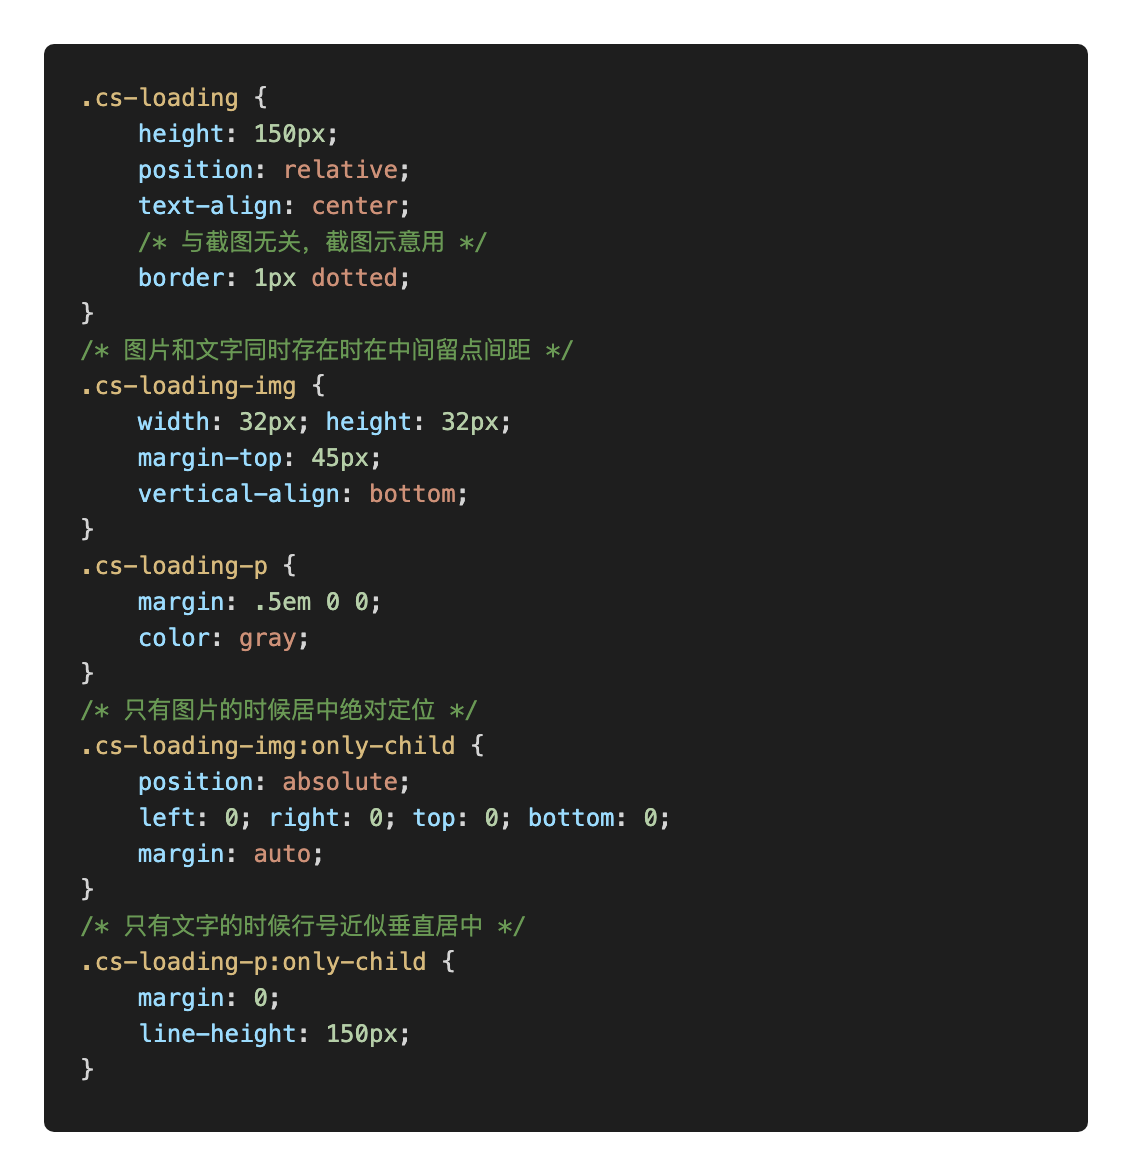 .cs-loading {
    height: 150px;
    position: relative;
    text-align: center;
    /* 与截图无关，截图示意用 */
    border: 1px dotted;
}
/* 图片和文字同时存在时在中间留点间距 */
.cs-loading-img {
    width: 32px; height: 32px;
    margin-top: 45px;
    vertical-align: bottom;
}
.cs-loading-p {
    margin: .5em 0 0;
    color: gray;
}
/* 只有图片的时候居中绝对定位 */
.cs-loading-img:only-child {
    position: absolute;
    left: 0; right: 0; top: 0; bottom: 0;
    margin: auto;
}
/* 只有文字的时候行号近似垂直居中 */
.cs-loading-p:only-child {
    margin: 0;
    line-height: 150px;
}